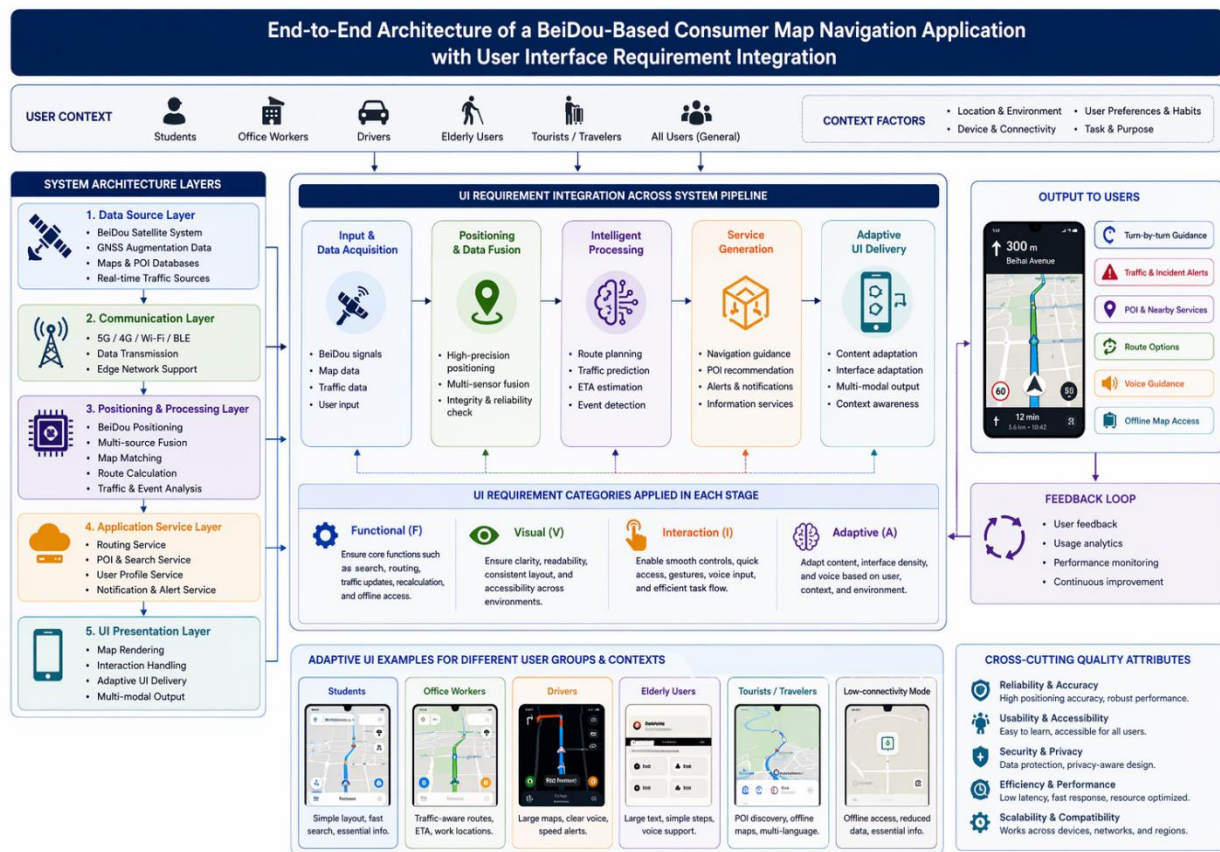 End-to-End Architecture of a BeiDou-Based Consumer Map Navigation Application
with User Interface Requirement Integration
USER CONTEXT
Students
Office Workers
Drivers
Elderly Users
Tourists / Travelers
All Users (General)
CONTEXT FACTORS
• Location & Environment
• User Preferences & Habits
• Device & Connectivity
• Task & Purpose
SYSTEM ARCHITECTURE LAYERS
1. Data Source Layer
• BeiDou Satellite System
• GNSS Augmentation Data
• Maps & POI Databases
• Real-time Traffic Sources
2. Communication Layer
• 5G / 4G / Wi-Fi / BLE
• Data Transmission
• Edge Network Support
3. Positioning & Processing Layer
• BeiDou Positioning
• Multi-source Fusion
• Map Matching
• Route Calculation
• Traffic & Event Analysis
4. Application Service Layer
• Routing Service
• POI & Search Service
• User Profile Service
• Notification & Alert Service
5. UI Presentation Layer
• Map Rendering
• Interaction Handling
• Adaptive UI Delivery
• Multi-modal Output
UI REQUIREMENT INTEGRATION ACROSS SYSTEM PIPELINE
Input &
Data Acquisition
• BeiDou signals
• Map data
• Traffic data
• User input
Positioning
& Data Fusion
• High-precision
positioning
• Multi-sensor fusion
• Integrity & reliability
check
Intelligent
Processing
• Route planning
• Traffic prediction
• ETA estimation
• Event detection
Service
Generation
• Navigation guidance
• POI recommendation
• Alerts & notifications
• Information services
Adaptive
UI Delivery
• Content adaptation
• Interface adaptation
• Multi-modal output
• Context awareness
UI REQUIREMENT CATEGORIES APPLIED IN EACH STAGE
Functional (F)
Ensure core functions such
as search, routing,
traffic updates, recalculation,
and offline access.
Visual (V)
Ensure clarity, readability,
consistent layout, and
accessibility across
environments.
Interaction (I)
Enable smooth controls, quick
access, gestures, voice input,
and efficient task flow.
Adaptive (A)
Adapt content, interface density,
and voice based on user,
context, and environment.
OUTPUT TO USERS
300 m
Beihai Avenue
60
12 min
3.6 km • 10:42
Turn-by-turn Guidance
Traffic & Incident Alerts
POI & Nearby Services
Route Options
Voice Guidance
Offline Map Access
FEEDBACK LOOP
• User feedback
• Usage analytics
• Performance monitoring
• Continuous improvement
ADAPTIVE UI EXAMPLES FOR DIFFERENT USER GROUPS & CONTEXTS
Students
Simple layout, fast
search, essential info.
Office Workers
Traffic-aware routes,
ETA, work locations.
Drivers
Large maps, clear voice,
speed alerts.
Elderly Users
Large text, simple steps,
voice support.
Tourists / Travelers
POI discovery, offline
maps, multi-language.
Low-connectivity Mode
Offline access, reduced
data, essential info.
CROSS-CUTTING QUALITY ATTRIBUTES
Reliability & Accuracy
High positioning accuracy, robust performance.
Usability & Accessibility
Easy to learn, accessible for all users.
Security & Privacy
Data protection, privacy-aware design.
Efficiency & Performance
Low latency, fast response, resource optimized.
Scalability & Compatibility
Works across devices, networks, and regions.